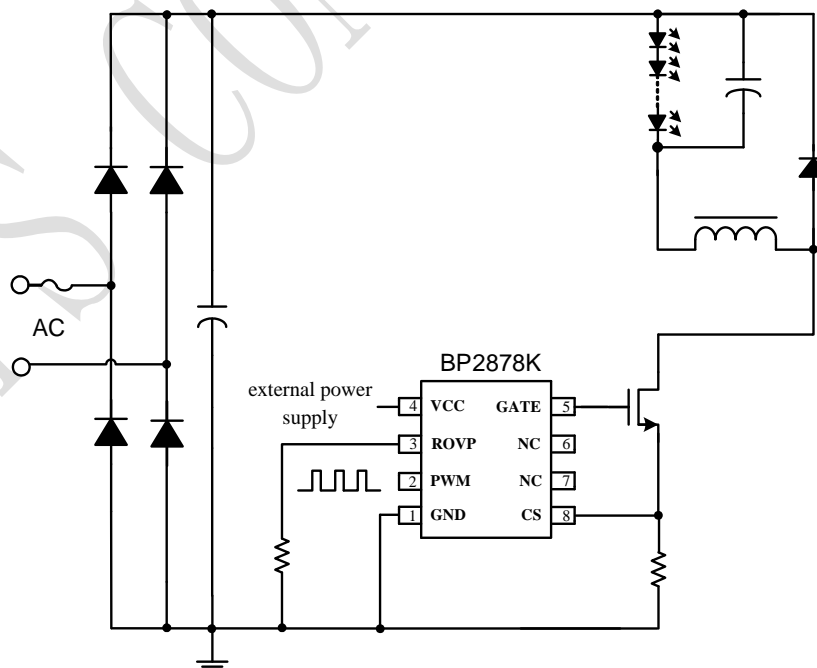 AC
BP2878K
external power
supply
4 VCC GATE 5
3 ROVP NC 6
2 PWM NC 7
1 GND CS 8